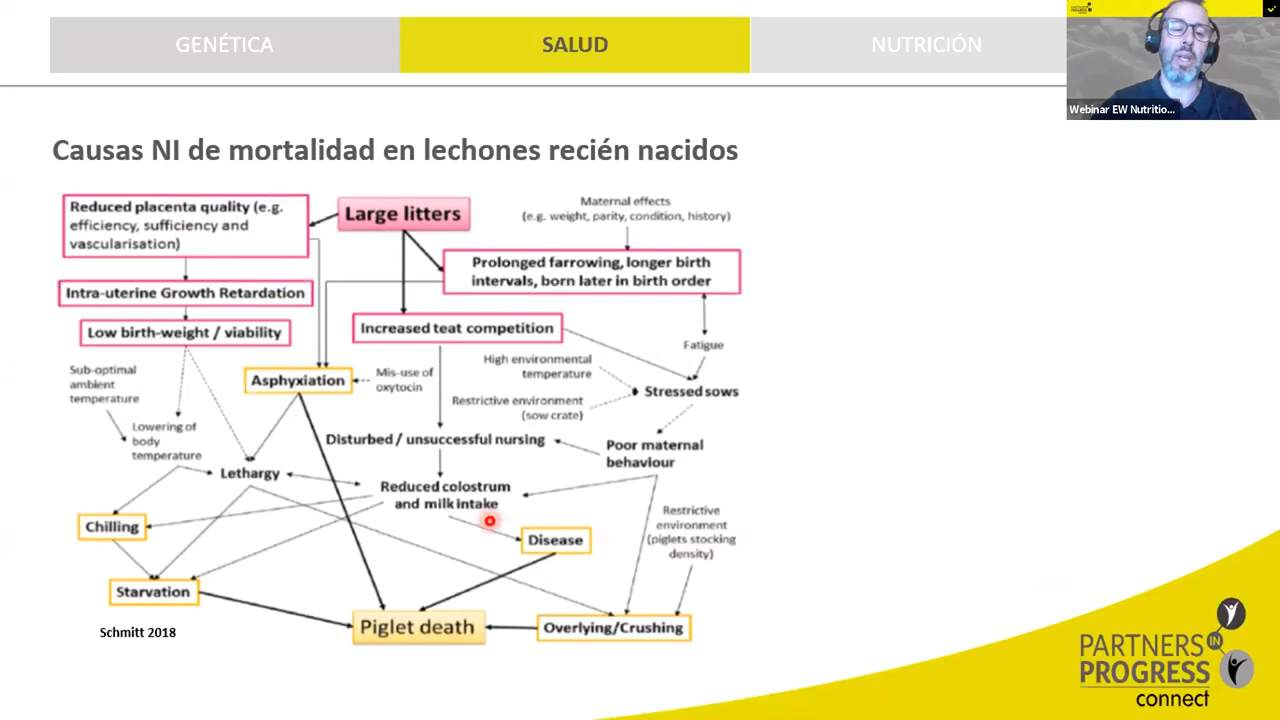 GENÉTICA
SALUD
NUTRICIÓN
Webinar EW Nutritio...
Causas NI de mortalidad en lechones recién nacidos
Reduced placenta quality (e.g.
efficiency, sufficiency and
vascularisation)
Large litters
Maternal effects
(e.g. weight, parity, condition, history)
Prolonged farrowing, longer birth
intervals, born later in birth order
Intra-uterine Growth Retardation
Low birth-weight / viability
Increased teat competition
Fatigue
Sub-optimal
ambient
temperature
Asphyxiation
Mis-use of
oxytocin
High environmental
temperature
Stressed sows
Restrictive environment
(sow crate)
Lowering of
body
temperature
Disturbed / unsuccessful nursing
Poor maternal
behaviour
Lethargy
Reduced colostrum
and milk intake
Chilling
Disease
Restrictive
environment
(piglets stocking
density)
Starvation
Piglet death
Overlying/Crushing
Schmitt 2018
PARTNERS
IN
PROGRESS
connect